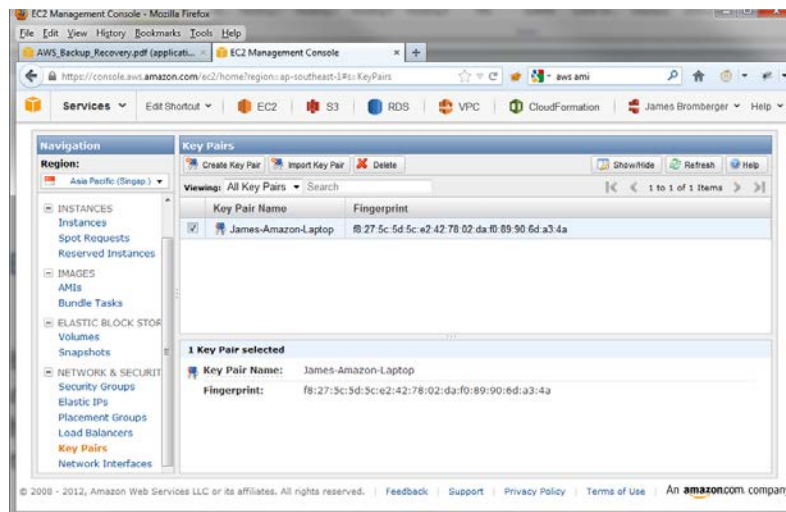 EC2 Management Console - Mozilla Firefox
File Edit View History Bookmarks Tools Help
AWS_Backup_Recovery.pdf (applicati... × EC2 Management Console × +
https://console.aws.amazon.com/ec2/home?region=ap-southeast-1#s=KeyPairs aws ami
Services Edit Shortcut EC2 S3 RDS VPC CloudFormation James Bromberger Help
Navigation
Region:
Asia Pacific (Singap.)
INSTANCES
Instances
Spot Requests
Reserved Instances
IMAGES
AMIs
Bundle Tasks
ELASTIC BLOCK STOR
Volumes
Snapshots
NETWORK & SECURIT
Security Groups
Elastic IPs
Placement Groups
Load Balancers
Key Pairs
Network Interfaces
Key Pairs
Create Key Pair Import Key Pair Delete Show/Hide Refresh Help
Viewing: All Key Pairs Search 1 to 1 of 1 Items
Key Pair Name Fingerprint
James-Amazon-Laptop f8:27:5c:5d:5c:e2:42:78:02:da:f0:89:90:6d:a3:4a
1 Key Pair selected
Key Pair Name: James-Amazon-Laptop
Fingerprint: f8:27:5c:5d:5c:e2:42:78:02:da:f0:89:90:6d:a3:4a
© 2008 - 2012, Amazon Web Services LLC or its affiliates. All rights reserved. Feedback Support Privacy Policy Terms of Use An amazon.com. company